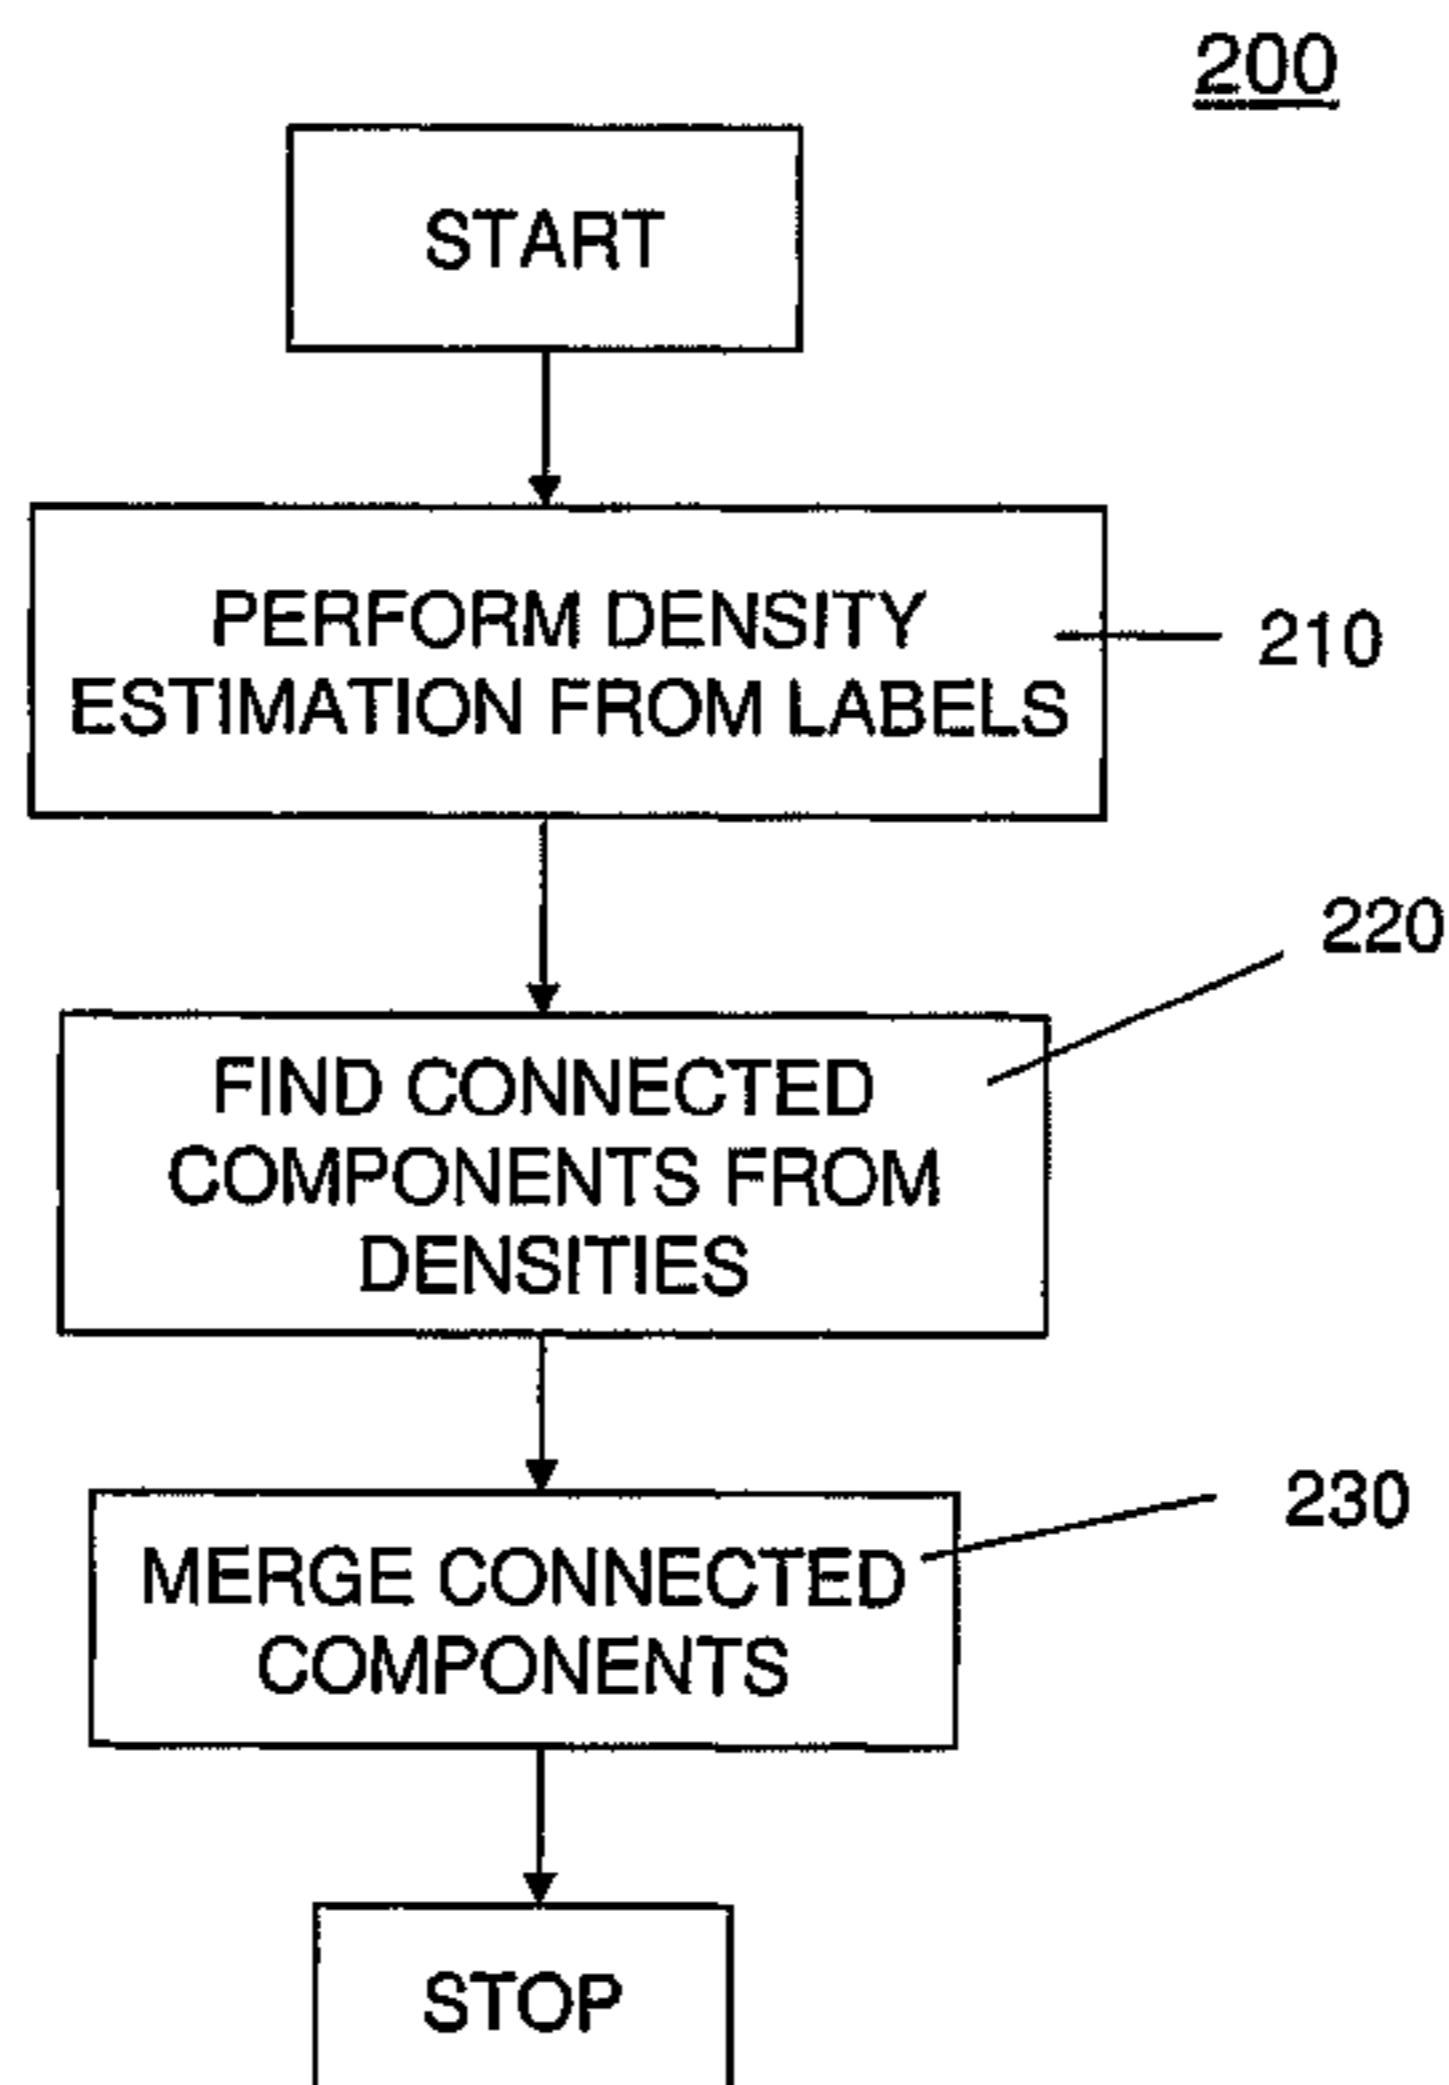 200
START
PERFORM DENSITY
ESTIMATION FROM LABELS
210
220
FIND CONNECTED
COMPONENTS FROM
DENSITIES
230
MERGE CONNECTED
COMPONENTS
STOP